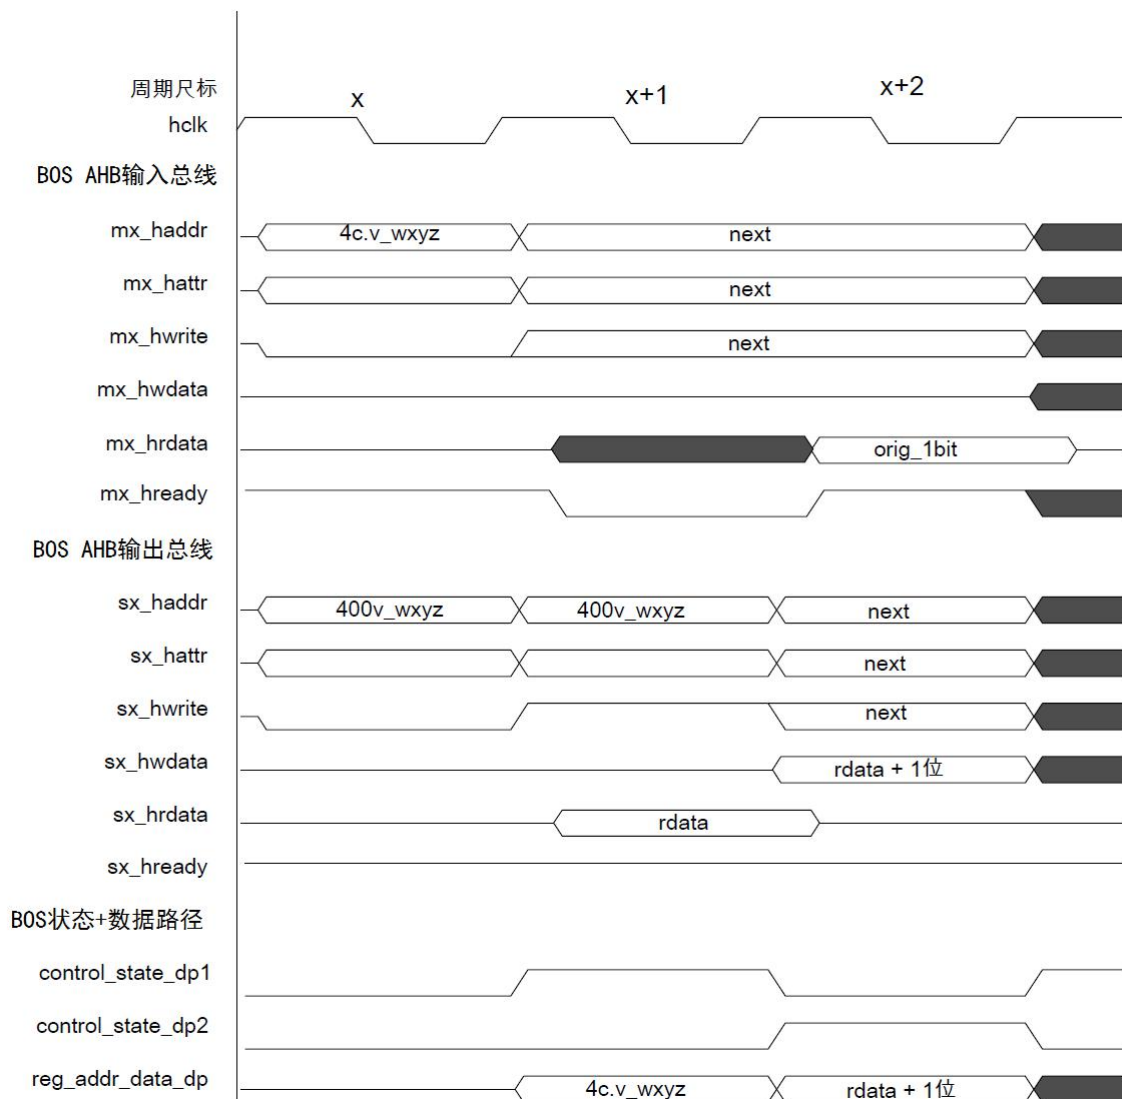 周期尺标 x x+1 x+2
hclk
BOS AHB输入总线
mx_haddr 4c.v_wxyz next
mx_hattr next
mx_hwrite next
mx_hwdata
mx_hrdata orig_1bit
mx_hready
BOS AHB输出总线
sx_haddr 400v_wxyz 400v_wxyz next
sx_hattr next
sx_hwrite next
sx_hwdata rdata + 1位
sx_hrdata rdata
sx_hready
BOS状态+数据路径
control_state_dp1
control_state_dp2
reg_addr_data_dp 4c.v_wxyz rdata + 1位